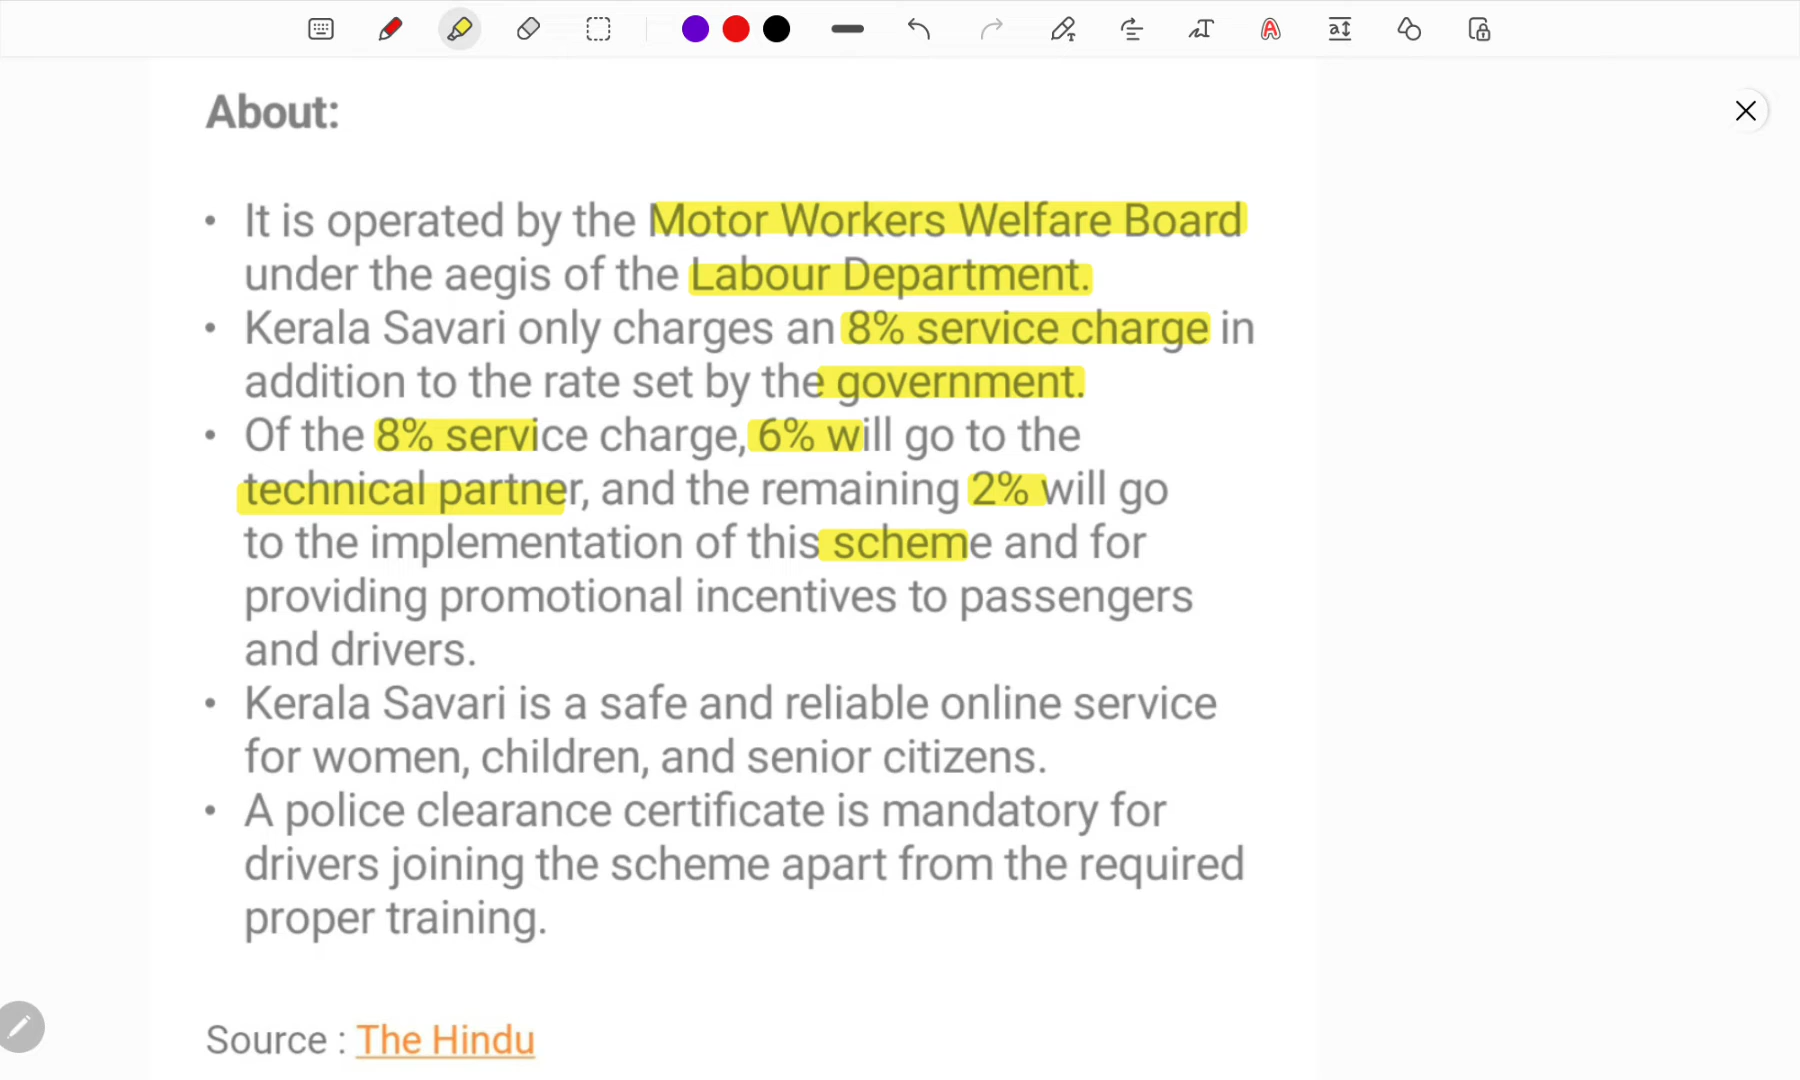 About:
• It is operated by the Motor Workers Welfare Board
under the aegis of the Labour Department.
• Kerala Savari only charges an 8% service charge in
addition to the rate set by the government.
• Of the 8% service charge, 6% will go to the
technical partner, and the remaining 2% will go
to the implementation of this scheme and for
providing promotional incentives to passengers
and drivers.
• Kerala Savari is a safe and reliable online service
for women, children, and senior citizens.
• A police clearance certificate is mandatory for
drivers joining the scheme apart from the required
proper training.
Source : The Hindu